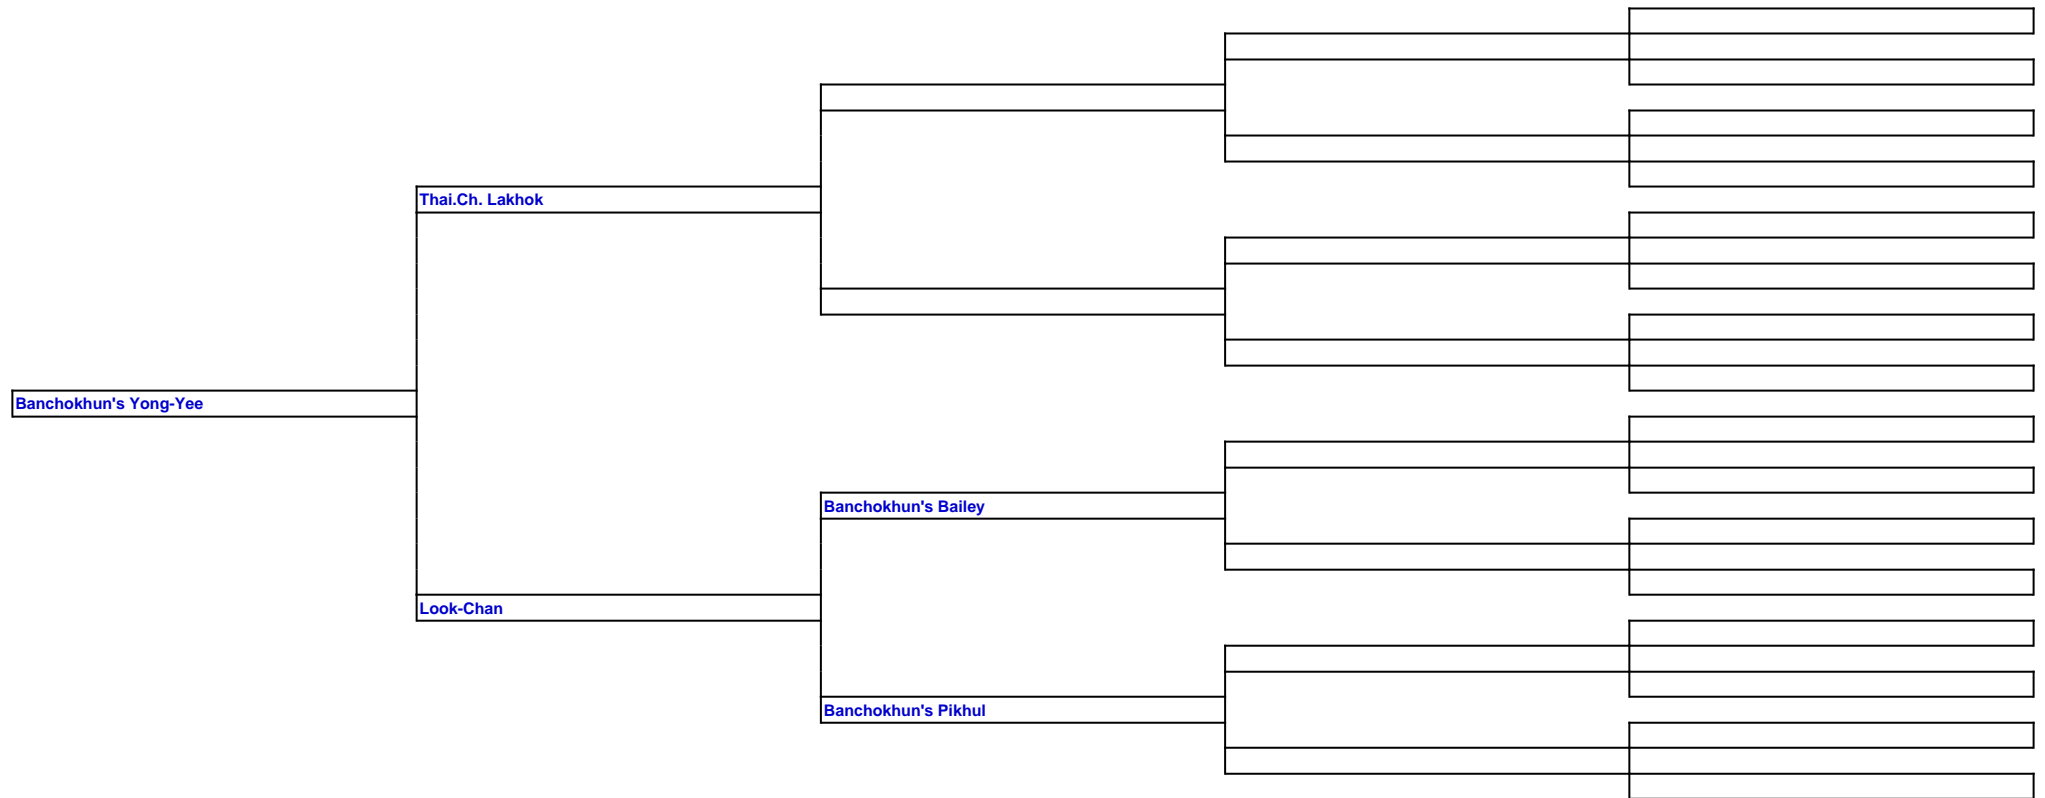 Thai.Ch. Lakhok
Banchokhun's Yong-Yee
Banchokhun's Bailey
Look-Chan
Banchokhun's Pikhul